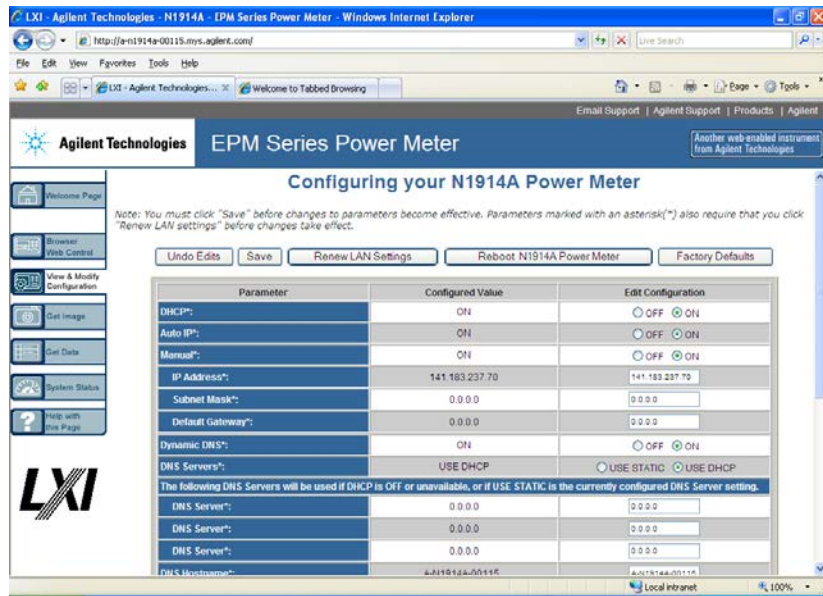 LXI - Agilent Technologies - N1914A - EPM Series Power Meter - Windows Internet Explorer
http://a-n1914a-00115.mys.agilent.com/
Live Search
File Edit View Favorites Tools Help
LXI - Agilent Technologies...
Welcome to Tabbed Browsing
Page
Tools
Email Support | Agilent Support | Products | Agilent
Agilent Technologies
EPM Series Power Meter
Another web-enabled instrument
from Agilent Technologies
Welcome Page
Browser
Web Control
View & Modify
Configuration
Get Image
Get Data
System Status
Help with
this Page
LXI
Configuring your N1914A Power Meter
Note: You must click "Save" before changes to parameters become effective. Parameters marked with an asterisk(*) also require that you click
"Renew LAN settings" before changes take effect.
Undo Edits Save Renew LAN Settings Reboot N1914A Power Meter Factory Defaults
Parameter Configured Value Edit Configuration
DHCP*: ON OFF ON
Auto IP*: ON OFF ON
Manual*: ON OFF ON
IP Address*: 141.183.237.70 141.183.237.70
Subnet Mask*: 0.0.0.0 0.0.0.0
Default Gateway*: 0.0.0.0 0.0.0.0
Dynamic DNS*: ON OFF ON
DNS Servers*: USE DHCP USE STATIC USE DHCP
The following DNS Servers will be used if DHCP is OFF or unavailable, or if USE STATIC is the currently configured DNS Server setting.
DNS Server*: 0.0.0.0 0.0.0.0
DNS Server*: 0.0.0.0 0.0.0.0
DNS Server*: 0.0.0.0 0.0.0.0
DNS Hostname*: A-N1914A-00115 A-N1914A-00115
Local intranet
100%